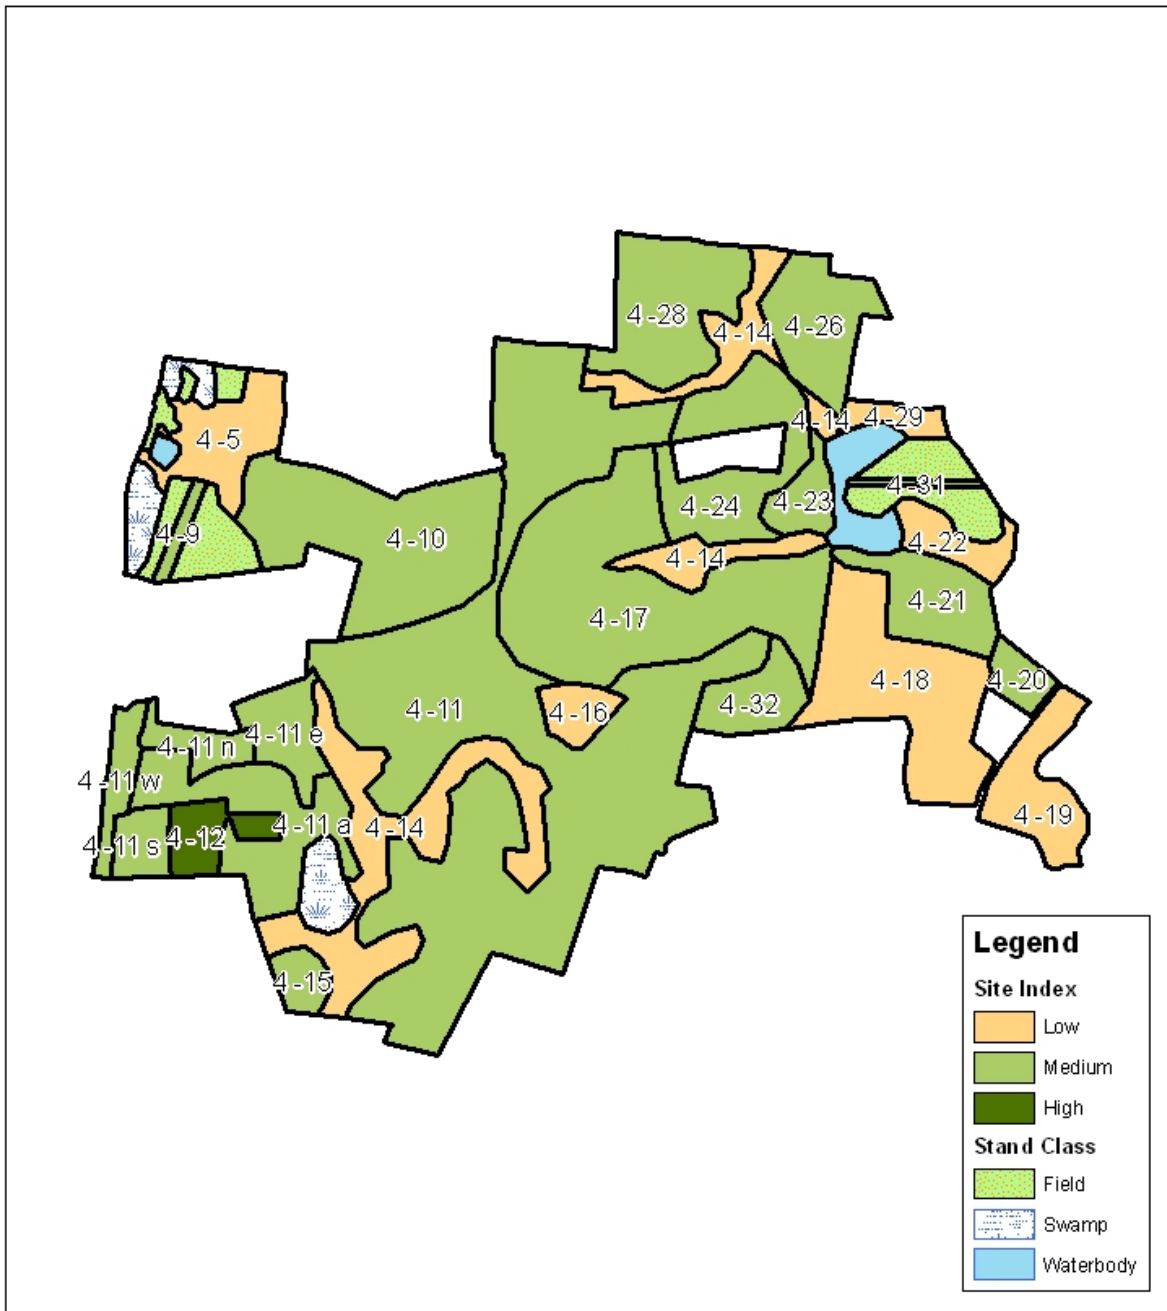 4-28
4-14
4-26
4-14
4-29
4-5
4-31
4-24
4-23
4-9
4-10
4-22
4-14
4-21
4-17
4-18
4-20
4-32
4-11
4-16
4-11 e
4-11 n
4-11 w
4-19
4-11 a
4-14
4-12
4-11 s
4-15
Legend
Site Index
Low
Medium
High
Stand Class
Field
Swamp
Waterbody